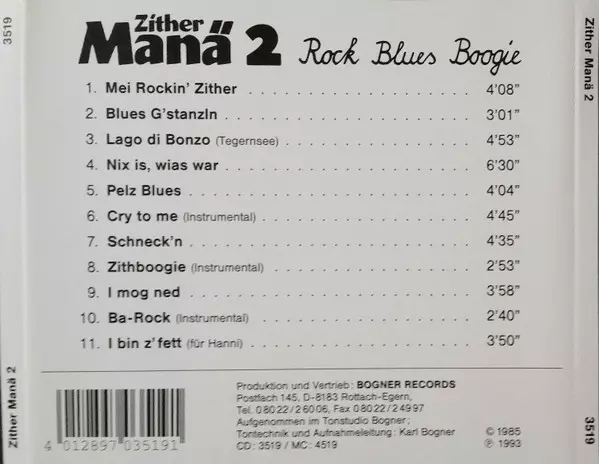 3519
Zither Manä 2
Zither
Manä 2 Rock Blues Boogie
1. Mei Rockin' Zither 4'08"
2. Blues G'stanzln 3'01"
3. Lago di Bonzo (Tegernsee) 4'53"
4. Nix is, wias war 6'30"
5. Pelz Blues 4'04"
6. Cry to me (Instrumental) 4'45"
7. Schneck'n 4'35"
8. Zithboogie (Instrumental) 2'53"
9. I mog ned 3'58"
10. Ba-Rock (Instrumental) 2'40"
11. I bin z'fett (für Hanni) 3'50"
4 012897 035191
Produktion und Vertrieb: BOGNER RECORDS
Postfach 145, D-8183 Rottach-Egern,
Tel. 08022/26006, Fax 08022/24997
Aufgenommen im Tonstudio Bogner;
Tontechnik und Aufnahmeleitung: Karl Bogner
CD: 3519 / MC: 4519
© 1985
℗ 1993
Zither Manä 2
3519